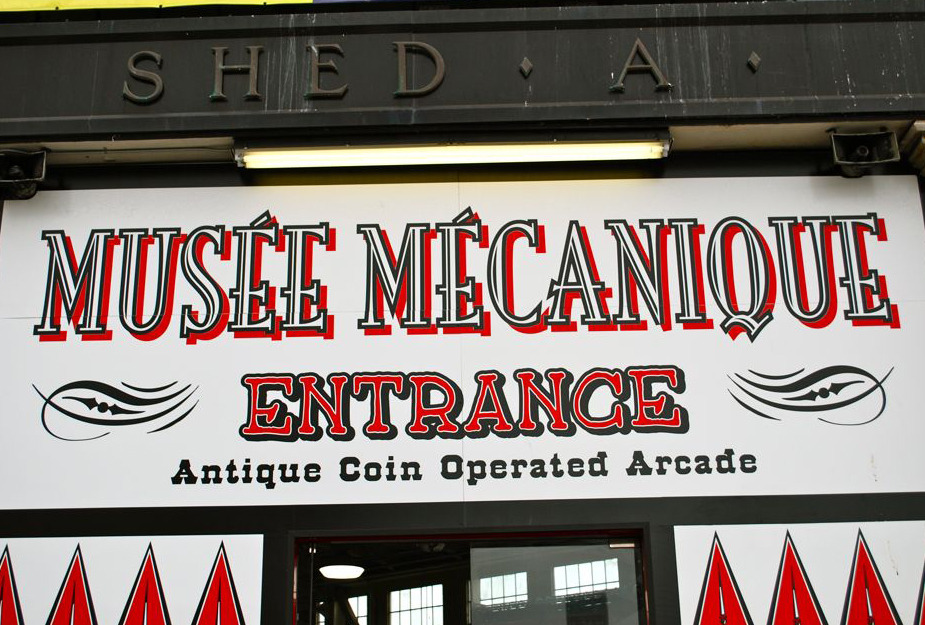 SHED · A ·
MUSÉE MÉCANIQUE
ENTRANCE
Antique Coin Operated Arcade